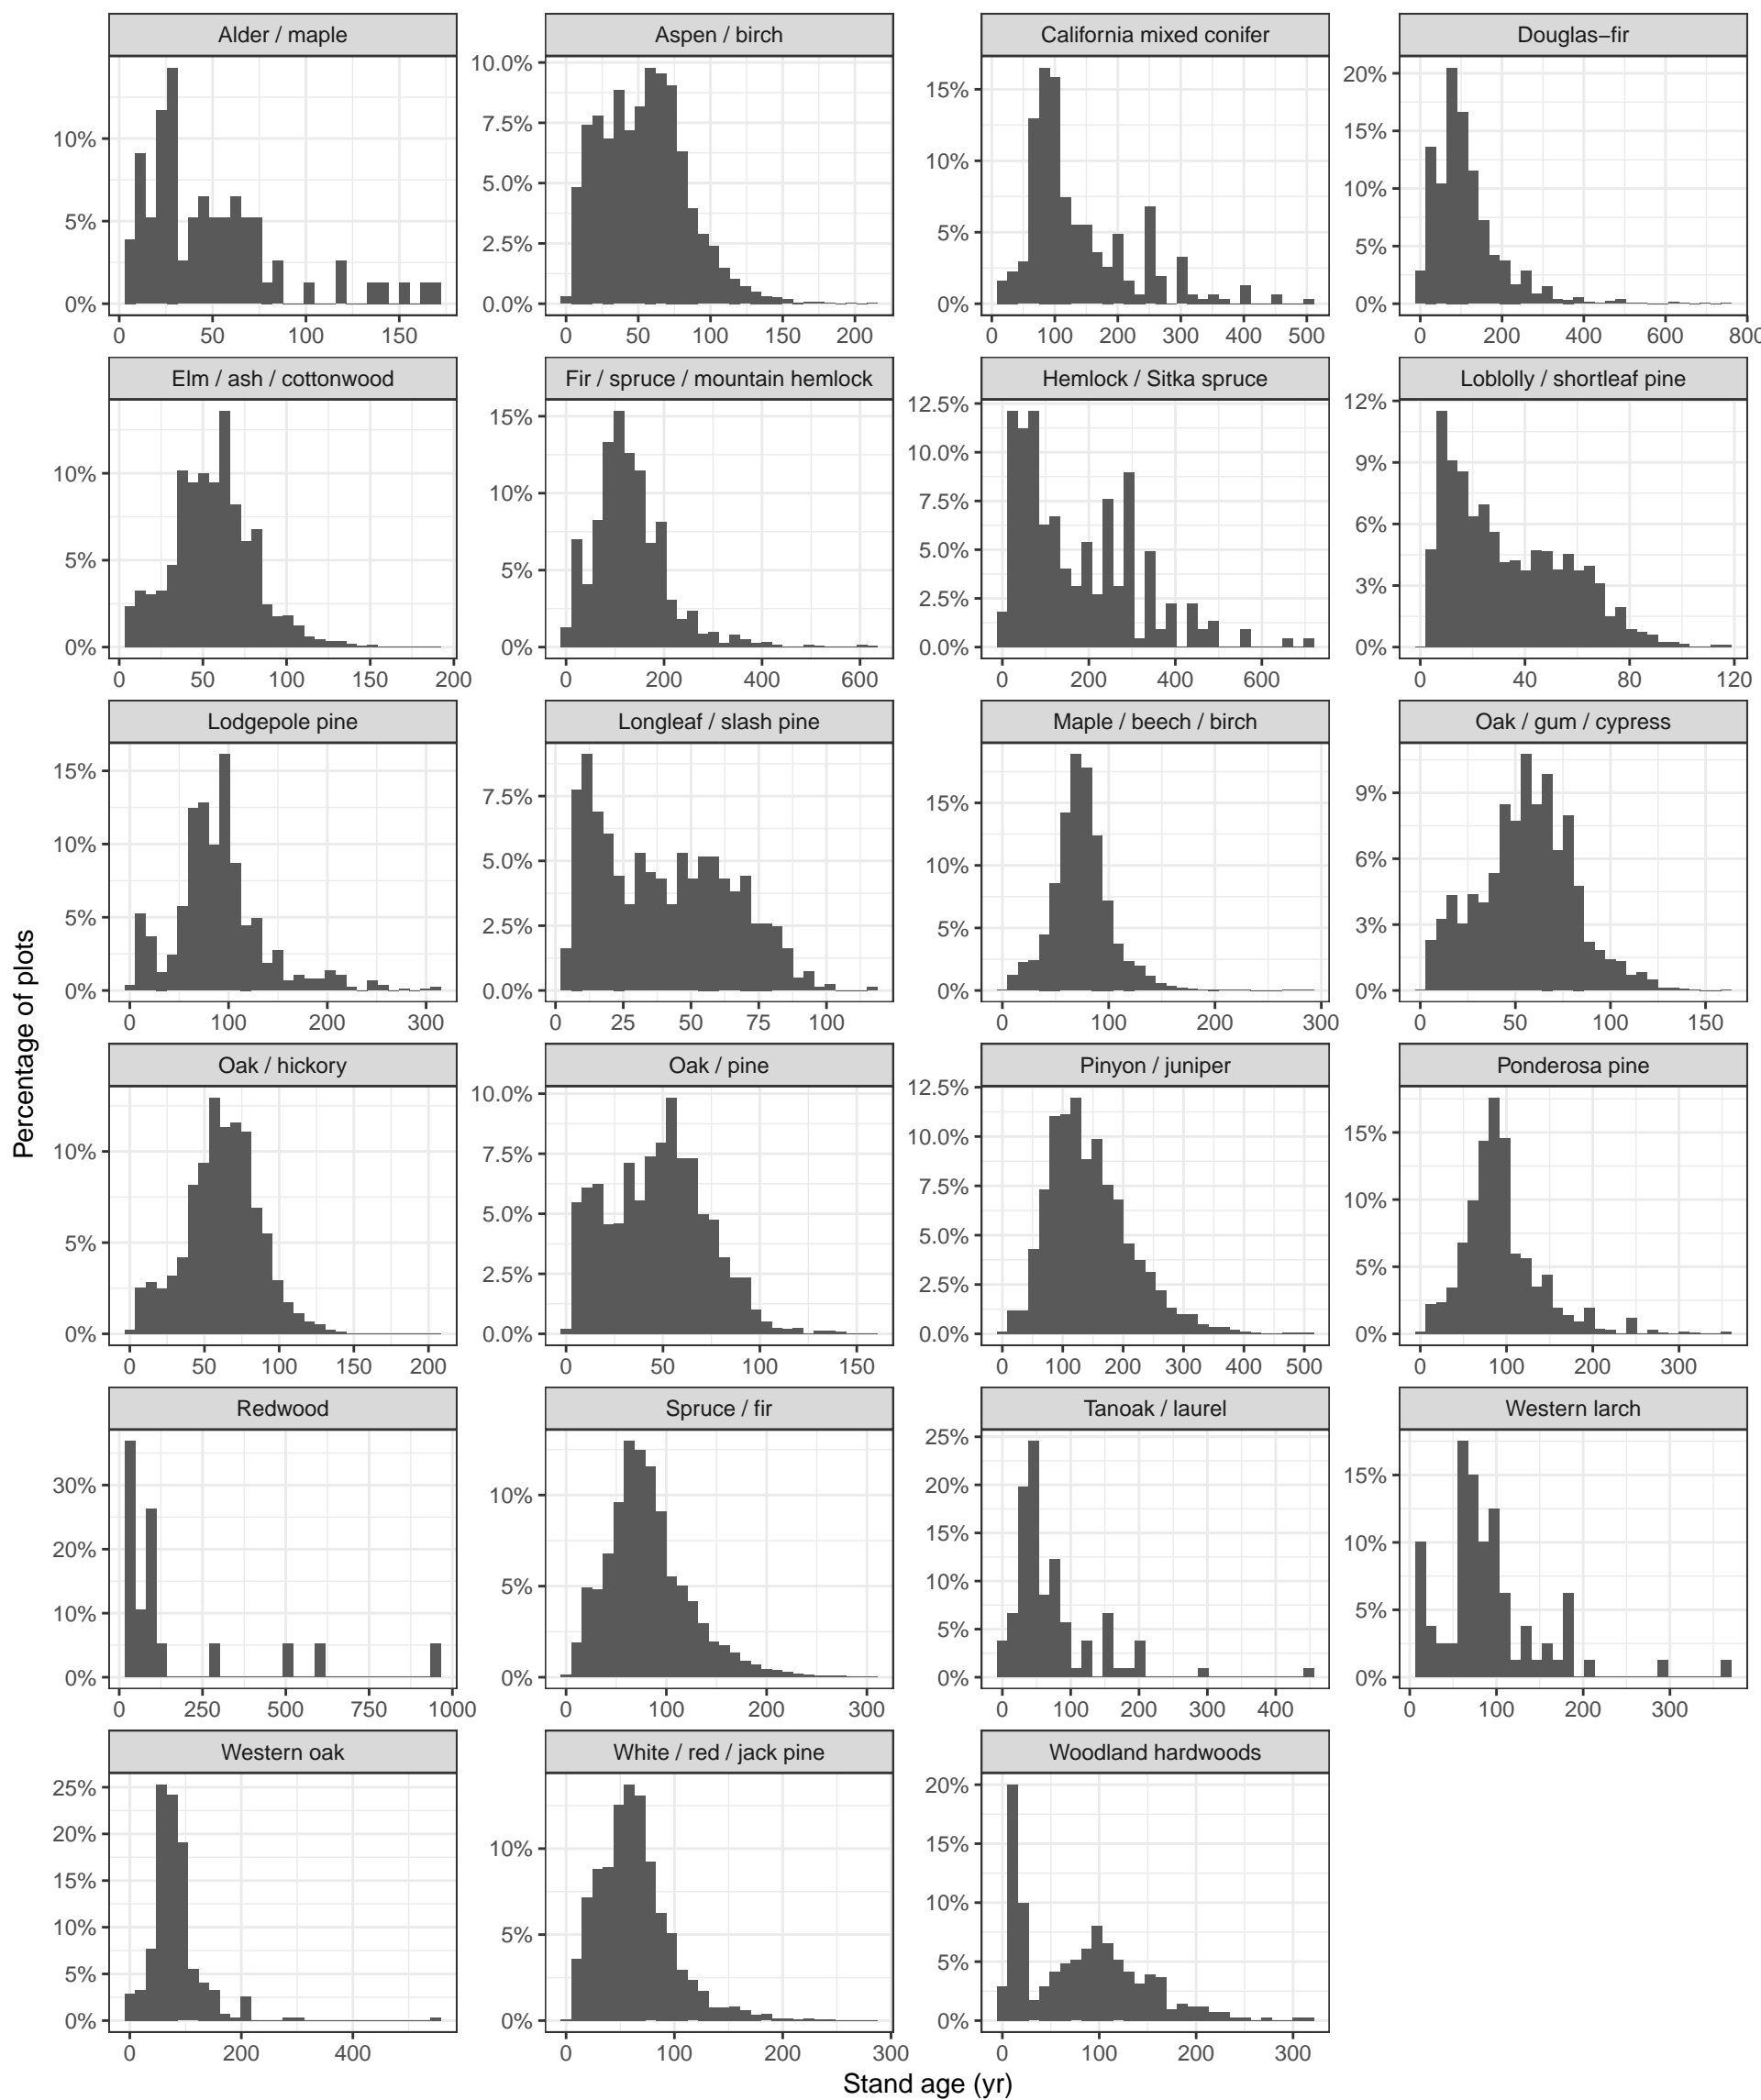 Alder / maple
Aspen / birch
California mixed conifer
Douglas−fir
10%
5%
0%
0 50 100 150
10.0%
7.5%
5.0%
2.5%
0.0%
0 50 100 150 200
15%
10%
5%
0%
0 100 200 300 400 500
20%
15%
10%
5%
0%
0 200 400 600 800
Elm / ash / cottonwood
Fir / spruce / mountain hemlock
Hemlock / Sitka spruce
Loblolly / shortleaf pine
10%
5%
0%
0 50 100 150 200
15%
10%
5%
0%
0 200 400 600
12.5%
10.0%
7.5%
5.0%
2.5%
0.0%
0 200 400 600
12%
9%
6%
3%
0%
0 40 80 120
Lodgepole pine
Longleaf / slash pine
Maple / beech / birch
Oak / gum / cypress
15%
10%
5%
0%
0 100 200 300
7.5%
5.0%
2.5%
0.0%
0 25 50 75 100
15%
10%
5%
0%
0 100 200 300
9%
6%
3%
0%
0 50 100 150
Percentage of plots
Oak / hickory
Oak / pine
Pinyon / juniper
Ponderosa pine
10%
5%
0%
0 50 100 150 200
10.0%
7.5%
5.0%
2.5%
0.0%
0 50 100 150
12.5%
10.0%
7.5%
5.0%
2.5%
0.0%
0 100 200 300 400 500
15%
10%
5%
0%
0 100 200 300
Redwood
Spruce / fir
Tanoak / laurel
Western larch
30%
20%
10%
0%
0 250 500 750 1000
10%
5%
0%
0 100 200 300
25%
20%
15%
10%
5%
0%
0 100 200 300 400
15%
10%
5%
0%
0 100 200 300
Western oak
White / red / jack pine
Woodland hardwoods
25%
20%
15%
10%
5%
0%
0 200 400
10%
5%
0%
0 100 200 300
20%
15%
10%
5%
0%
0 100 200 300
Stand age (yr)